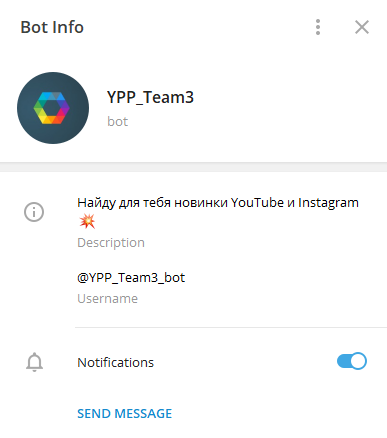 Bot Info
YPP_Team3
bot
Найду для тебя новинки YouTube и Instagram
💥
Description
@YPP_Team3_bot
Username
Notifications
SEND MESSAGE